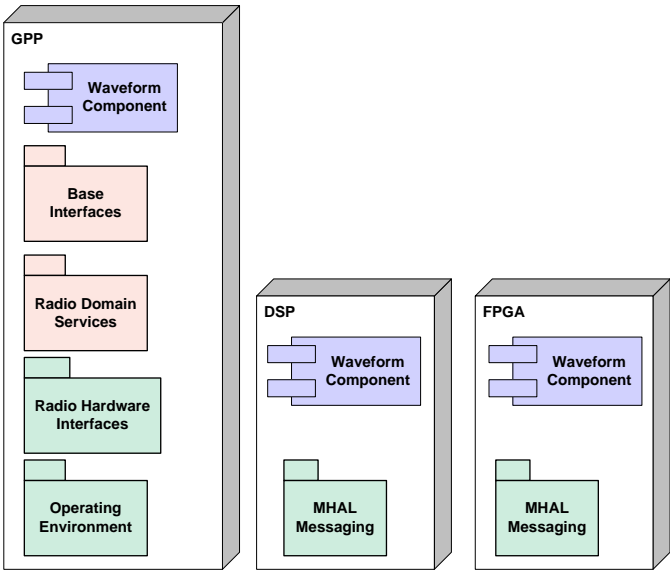 GPP
Waveform
Component
Base
Interfaces
Radio Domain
Services
Radio Hardware
Interfaces
Operating
Environment
DSP
Waveform
Component
MHAL
Messaging
FPGA
Waveform
Component
MHAL
Messaging